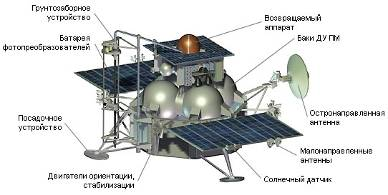 Грунтозаборное
устройство
Возвращаемый
аппарат
Батарея
фотопреобразователей
Баки ДУ ПМ
Остронаправленная
антенна
Посадочное
устройство
Малонаправленные
антенны
Двигатели ориентации,
стабилизации
Солнечный датчик